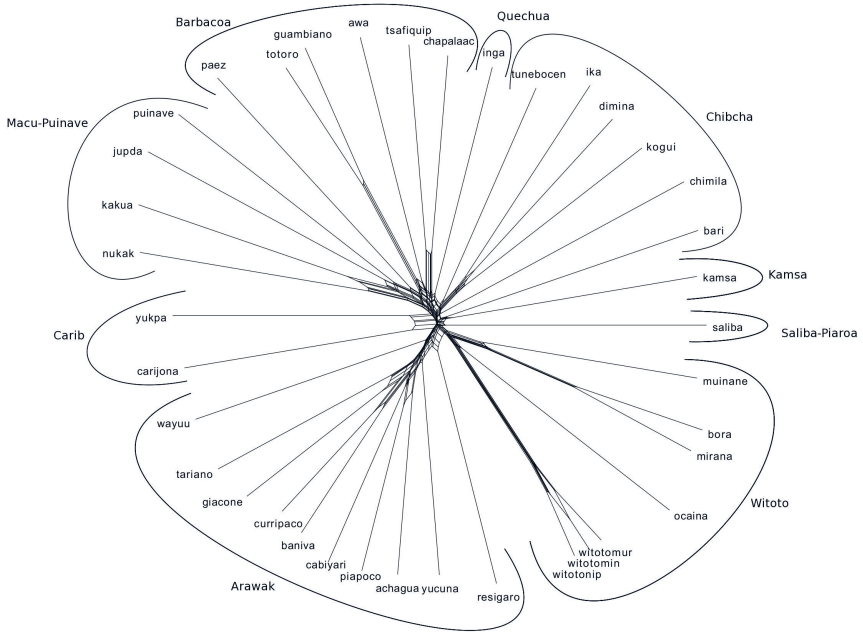 Barbacoa
Quechua
awa
guambiano
tsafiquip
chapalaac
totoro
inga
paez
tunebocen
ika
dimina
Macu-Puinave
puinave
Chibcha
jupda
kogui
chimila
kakua
bari
nukak
kamsa
Kamsa
yukpa
saliba
Saliba-Piaroa
Carib
carijona
muinane
wayuu
bora
mirana
tariano
giacone
Witoto
ocaina
curripaco
baniva
witotomur
witotomin
witotonip
cabiyari
piapoco
Arawak
achagua
yucuna
resigaro